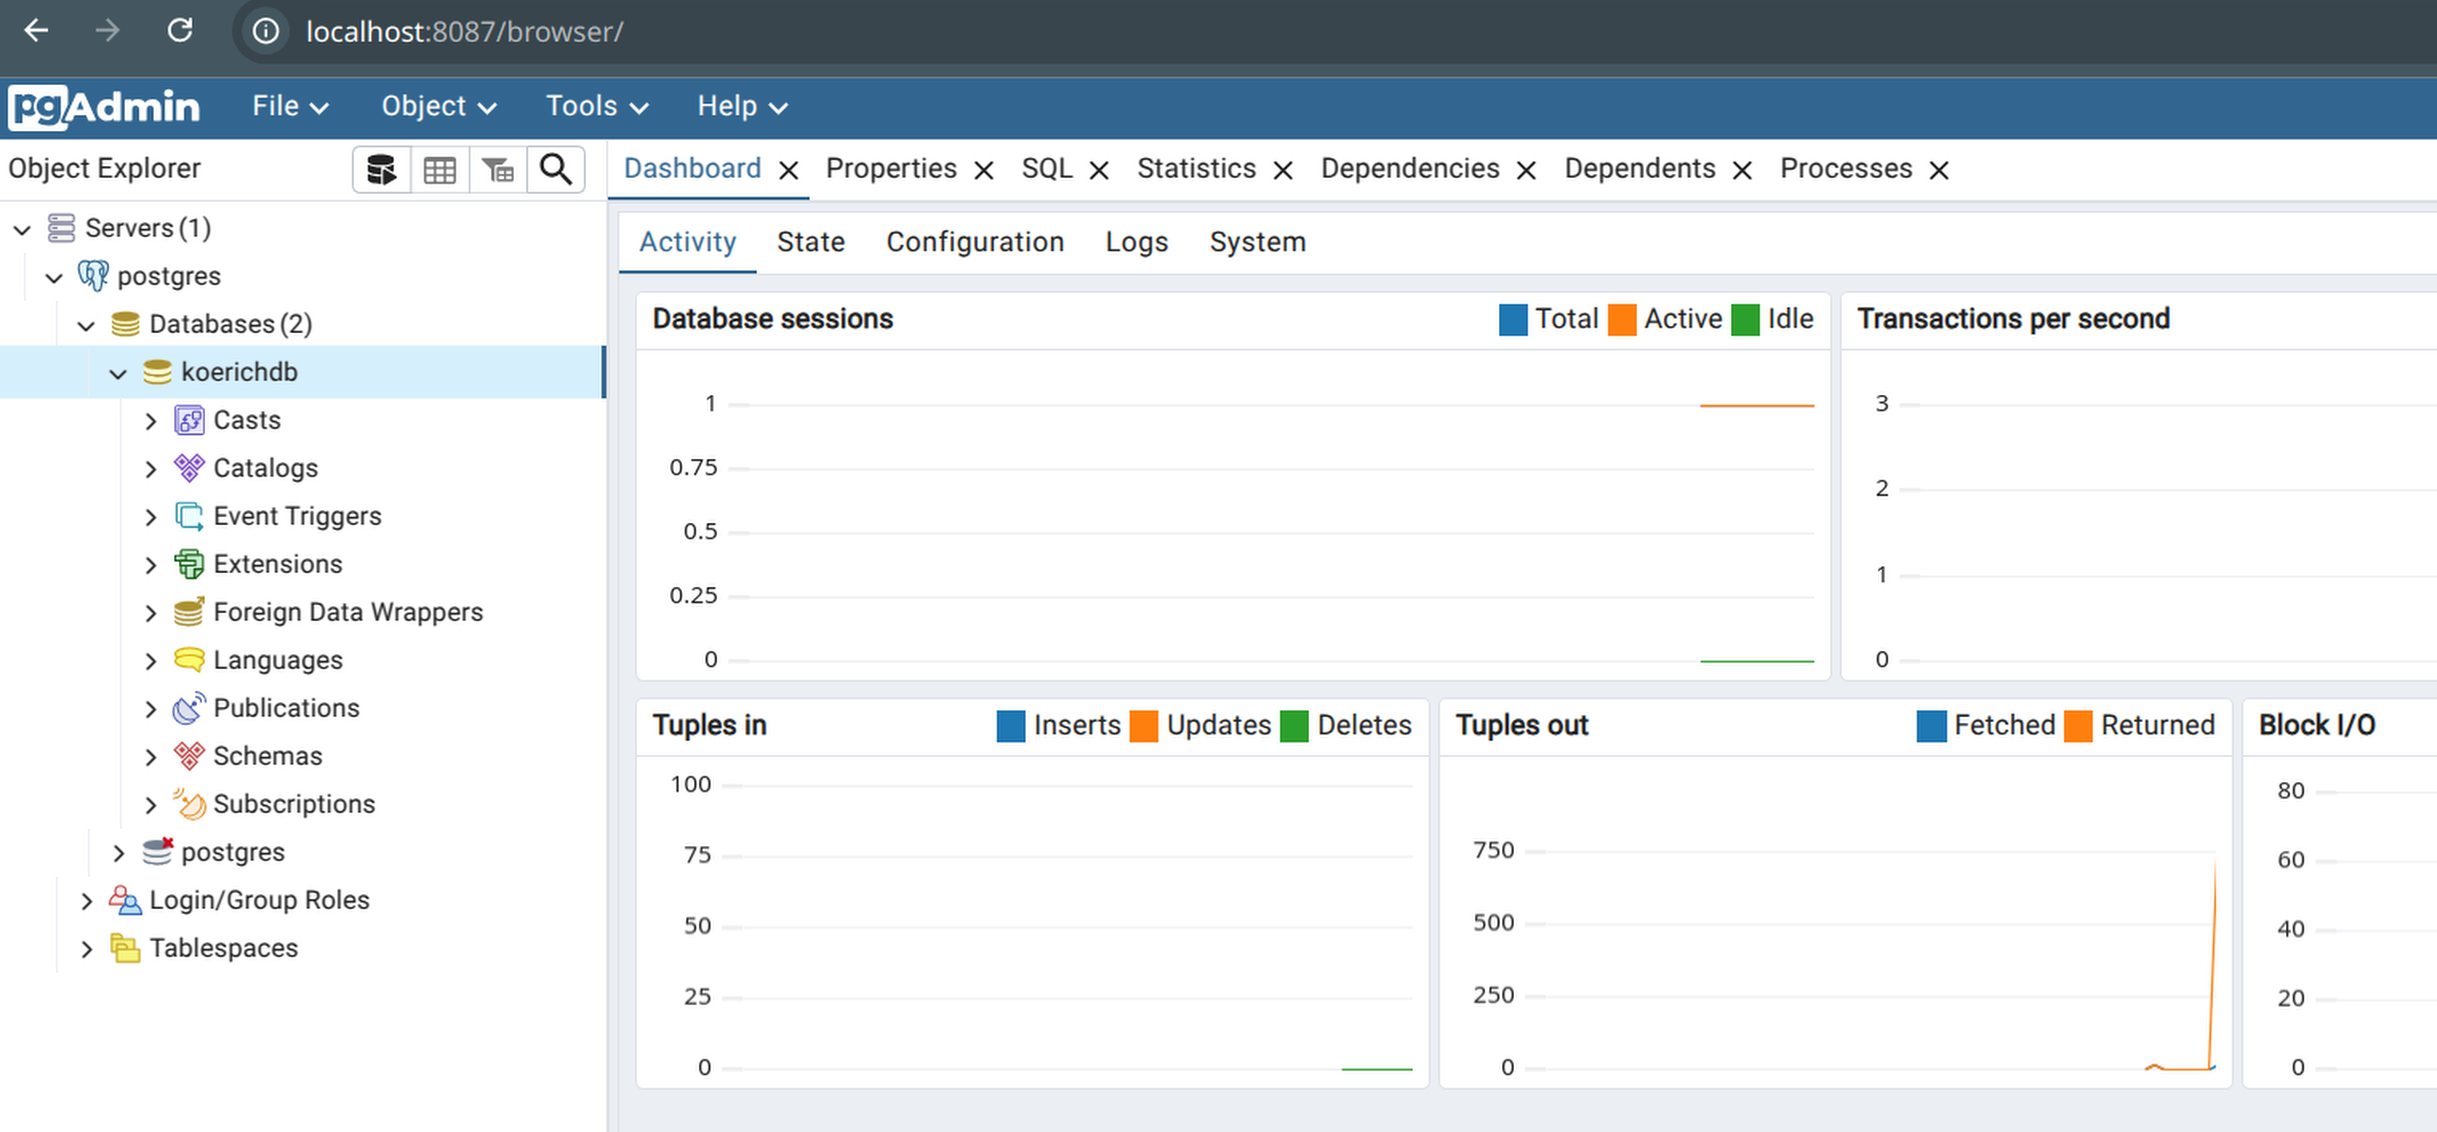 localhost:8087/browser/
pgAdmin File Object Tools Help
Object Explorer
Dashboard Properties SQL Statistics Dependencies Dependents Processes
Servers (1)
postgres
Databases (2)
koerichdb
Casts
Catalogs
Event Triggers
Extensions
Foreign Data Wrappers
Languages
Publications
Schemas
Subscriptions
postgres
Login/Group Roles
Tablespaces
Activity State Configuration Logs System
Database sessions Total Active Idle
1
0.75
0.5
0.25
0
Transactions per second
3
2
1
0
Tuples in Inserts Updates Deletes
100
75
50
25
0
Tuples out Fetched Returned
750
500
250
0
Block I/O
80
60
40
20
0